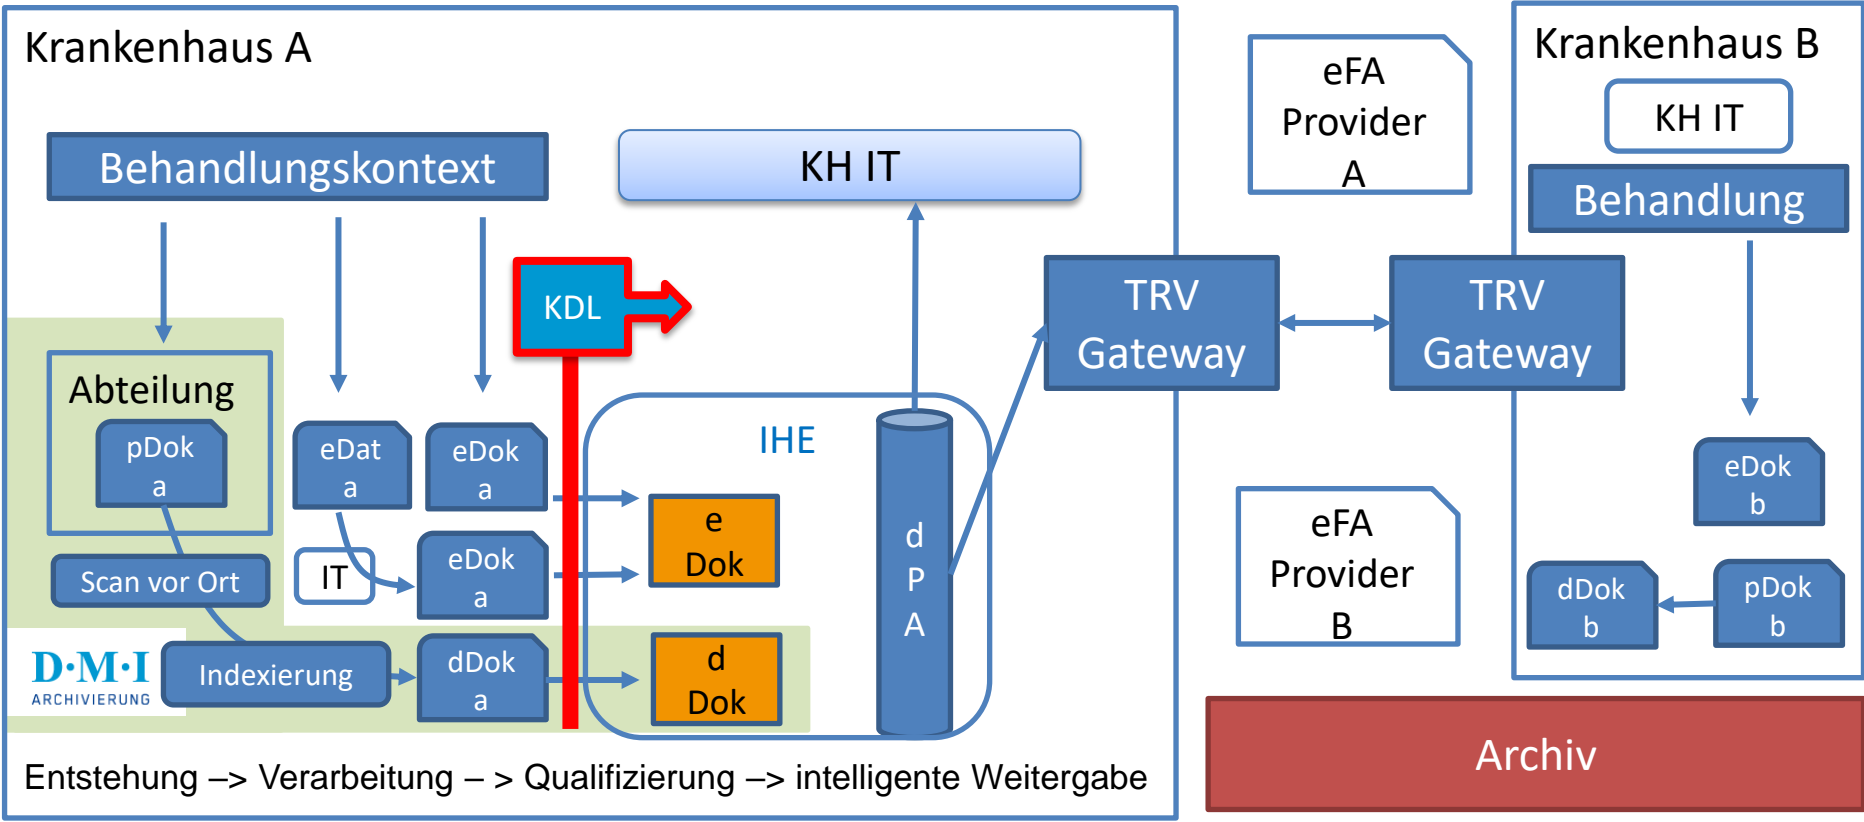 Krankenhaus A
Behandlungskontext
KH IT
KDL
Abteilung
pDok
a
eDat
a
eDok
a
Scan vor Ort
IT
eDok
a
D·M·I
ARCHIVIERUNG
Indexierung
dDok
a
IHE
e
Dok
d
Dok
d
P
A
Entstehung –> Verarbeitung – > Qualifizierung –> intelligente Weitergabe
TRV
Gateway
eFA
Provider
A
TRV
Gateway
eFA
Provider
B
Krankenhaus B
KH IT
Behandlung
eDok
b
dDok
b
pDok
b
Archiv